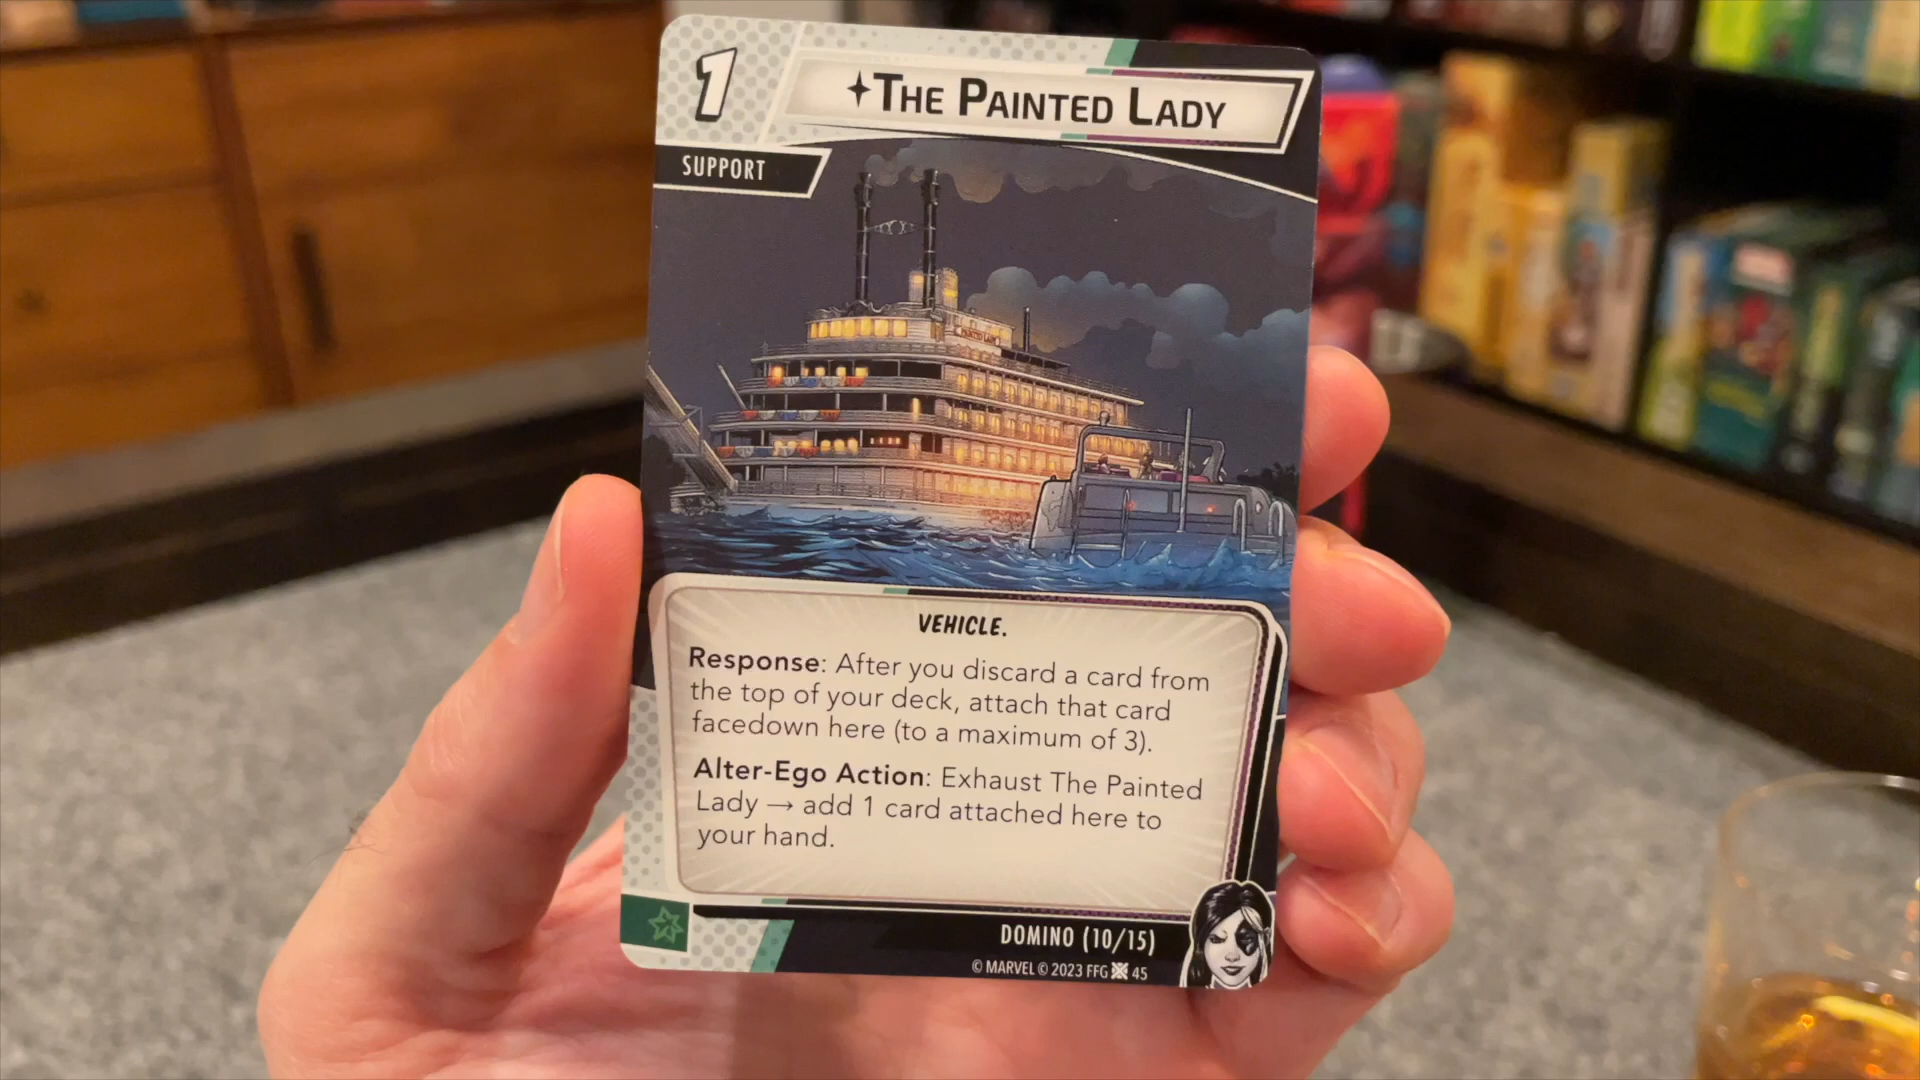 1
THE PAINTED LADY
SUPPORT
PAINTED LADY
VEHICLE.
Response: After you discard a card from
the top of your deck, attach that card
facedown here (to a maximum of 3).
Alter-Ego Action: Exhaust The Painted
Lady → add 1 card attached here to
your hand.
DOMINO (10/15)
© MARVEL © 2023 FFG 45